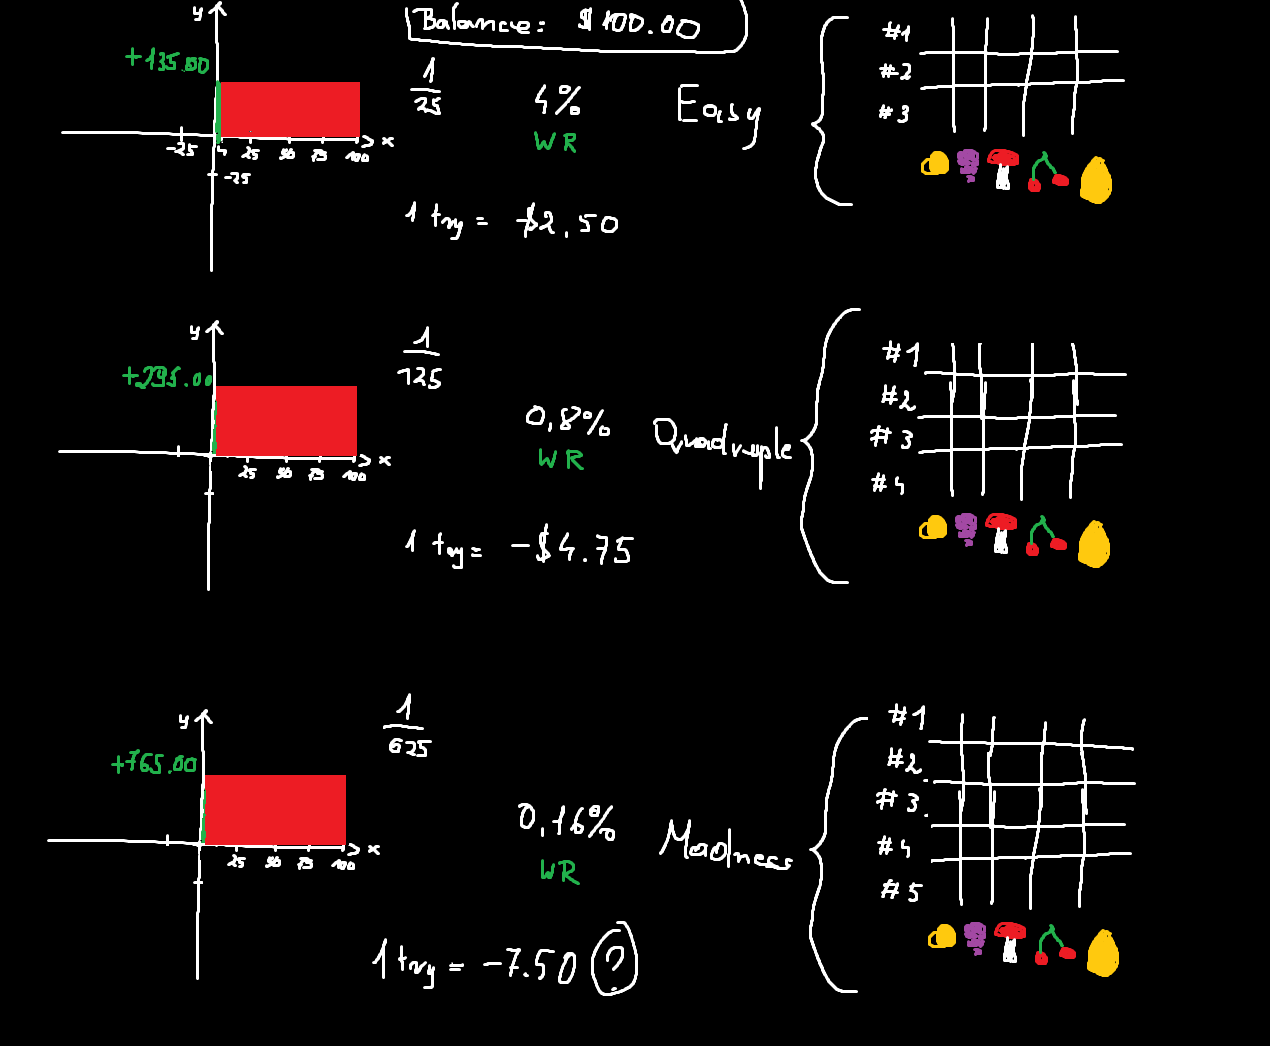 y
Balance: $100.00
+135.00
1/25
4%
WR
Easy
#1
#2
#3
x
-25 4 25 50 75 100
-25
1 try = -$2,50
y
+295.00
1/125
0,8%
WR
Quadruple
#1
#2
#3
#4
x
25 50 75 100
1 try = -$4.75
y
+765.00
1/625
0,16%
WR
Madness
#1
#2
#3
#4
#5
x
25 50 75 100
1 try = -7.50 ?